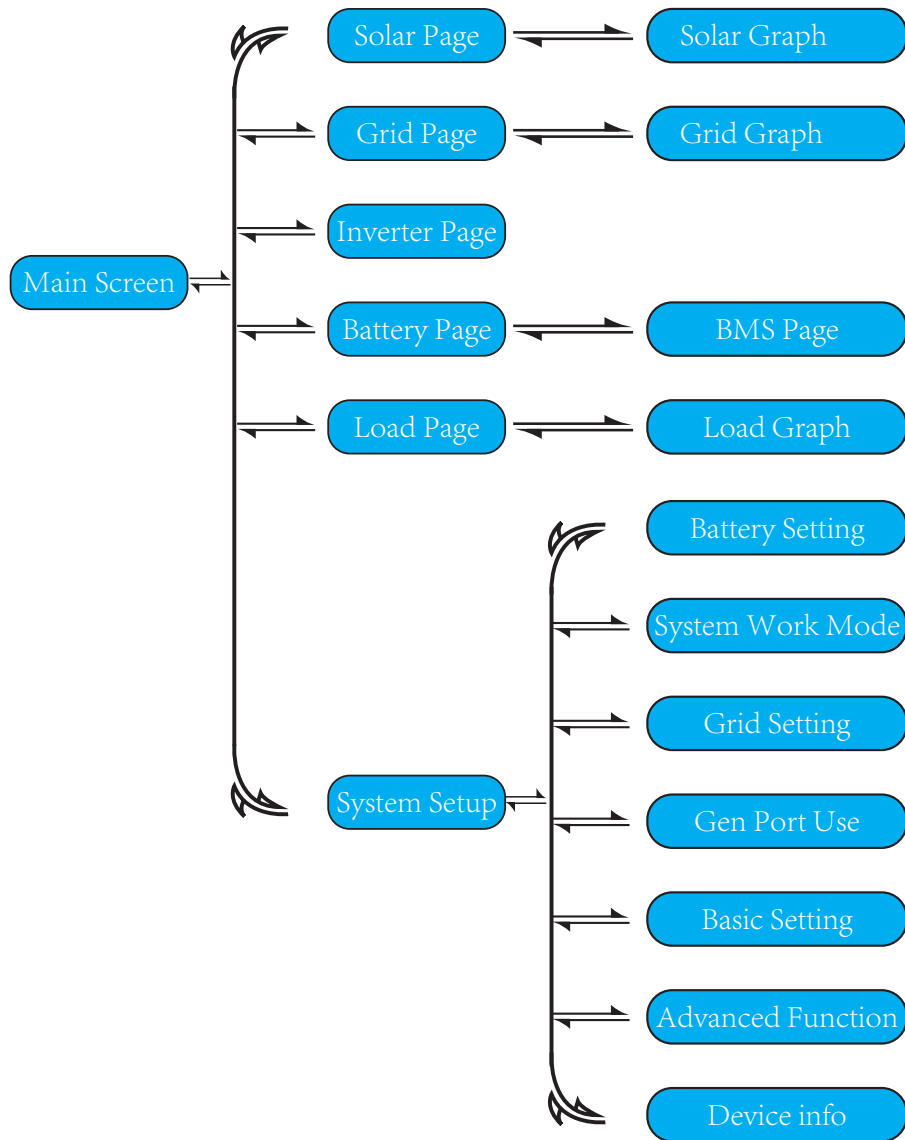 Solar Page
Solar Graph
Grid Page
Grid Graph
Inverter Page
Main Screen
Battery Page
BMS Page
Load Page
Load Graph
Battery Setting
System Work Mode
Grid Setting
System Setup
Gen Port Use
Basic Setting
Advanced Function
Device info